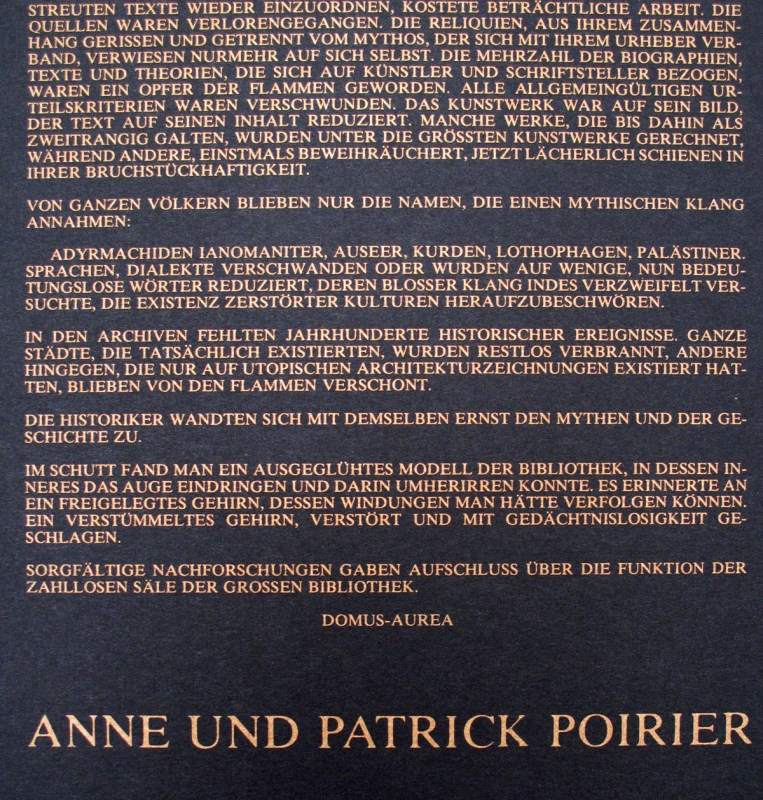 STREUTEN TEXTE WIEDER EINZUORDNEN, KOSTETE BETRÄCHTLICHE ARBEIT. DIE
QUELLEN WAREN VERLORENGEGANGEN. DIE RELIQUIEN, AUS IHREM ZUSAMMEN-
HANG GERISSEN UND GETRENNT VOM MYTHOS, DER SICH MIT IHREM URHEBER VER-
BAND, VERWIESEN NURMEHR AUF SICH SELBST. DIE MEHRZAHL DER BIOGRAPHIEN,
TEXTE UND THEORIEN, DIE SICH AUF KÜNSTLER UND SCHRIFTSTELLER BEZOGEN,
WAREN EIN OPFER DER FLAMMEN GEWORDEN. ALLE ALLGEMEINGÜLTIGEN UR-
TEILSKRITERIEN WAREN VERSCHWUNDEN. DAS KUNSTWERK WAR AUF SEIN BILD,
DER TEXT AUF SEINEN INHALT REDUZIERT. MANCHE WERKE, DIE BIS DAHIN ALS
ZWEITRANGIG GALTEN, WURDEN UNTER DIE GRÖSSTEN KUNSTWERKE GERECHNET,
WÄHREND ANDERE, EINSTMALS BEWEIHRÄUCHERT, JETZT LÄCHERLICH SCHIENEN IN
IHRER BRUCHSTÜCKHAFTIGKEIT.
VON GANZEN VÖLKERN BLIEBEN NUR DIE NAMEN, DIE EINEN MYTHISCHEN KLANG
ANNAHMEN:
ADYRMACHIDEN IANOMANITER, AUSEER, KURDEN, LOTHOPHAGEN, PALÄSTINER.
SPRACHEN, DIALEKTE VERSCHWANDEN ODER WURDEN AUF WENIGE, NUN BEDEU-
TUNGSLOSE WÖRTER REDUZIERT, DEREN BLOSSER KLANG INDES VERZWEIFELT VER-
SUCHTE, DIE EXISTENZ ZERSTÖRTER KULTUREN HERAUFZUBESCHWÖREN.
IN DEN ARCHIVEN FEHLTEN JAHRHUNDERTE HISTORISCHER EREIGNISSE. GANZE
STÄDTE, DIE TATSÄCHLICH EXISTIERTEN, WURDEN RESTLOS VERBRANNT, ANDERE
HINGEGEN, DIE NUR AUF UTOPISCHEN ARCHITEKTURZEICHNUNGEN EXISTIERT HAT-
TEN, BLIEBEN VON DEN FLAMMEN VERSCHONT.
DIE HISTORIKER WANDTEN SICH MIT DEMSELBEN ERNST DEN MYTHEN UND DER GE-
SCHICHTE ZU.
IM SCHUTT FAND MAN EIN AUSGEGLÜHTES MODELL DER BIBLIOTHEK, IN DESSEN IN-
NERES DAS AUGE EINDRINGEN UND DARIN UMHERIRREN KONNTE. ES ERINNERTE AN
EIN FREIGELEGTES GEHIRN, DESSEN WINDUNGEN MAN HÄTTE VERFOLGEN KÖNNEN.
EIN VERSTÜMMELTES GEHIRN, VERSTÖRT UND MIT GEDÄCHTNISLOSIGKEIT GE-
SCHLAGEN.
SORGFÄLTIGE NACHFORSCHUNGEN GABEN AUFSCHLUSS ÜBER DIE FUNKTION DER
ZAHLLOSEN SÄLE DER GROSSEN BIBLIOTHEK.
DOMUS-AUREA
ANNE UND PATRICK POIRIER